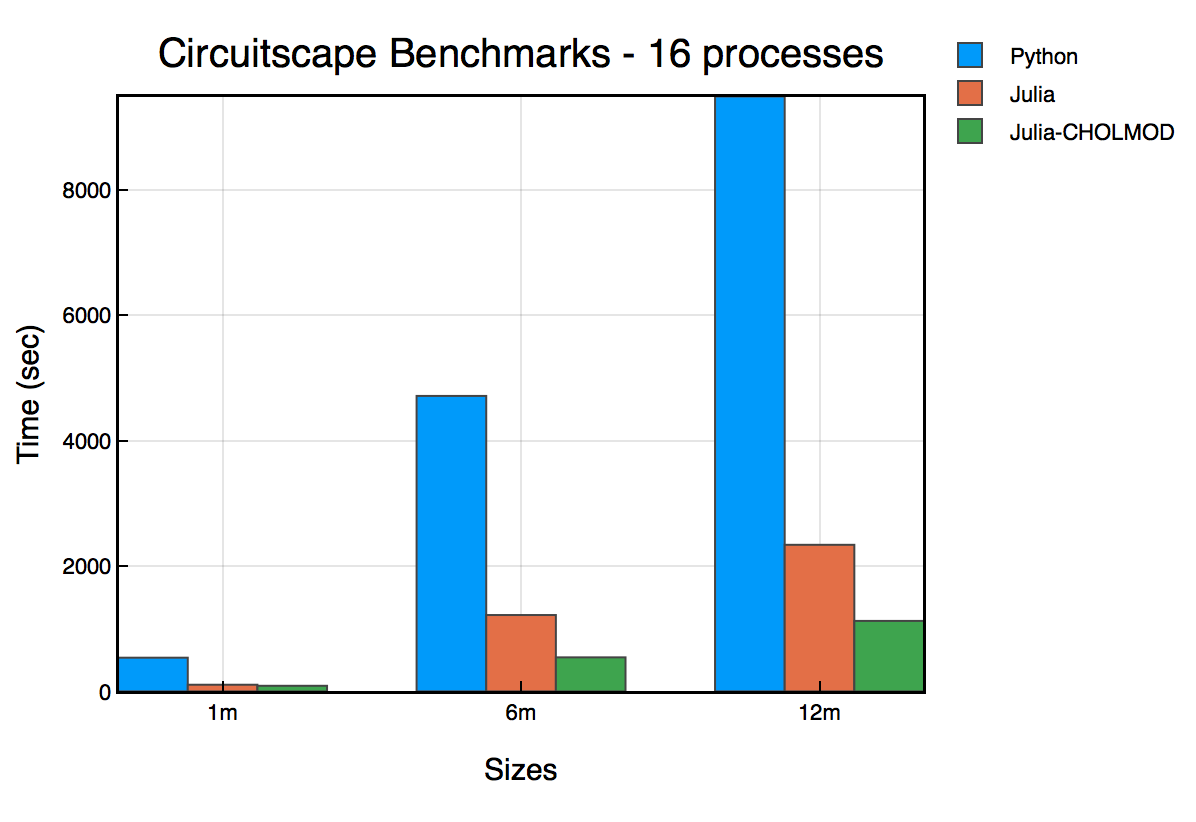 Circuitscape Benchmarks - 16 processes
Python
Julia
Julia-CHOLMOD
8000
6000
4000
2000
0
Time (sec)
1m
6m
12m
Sizes